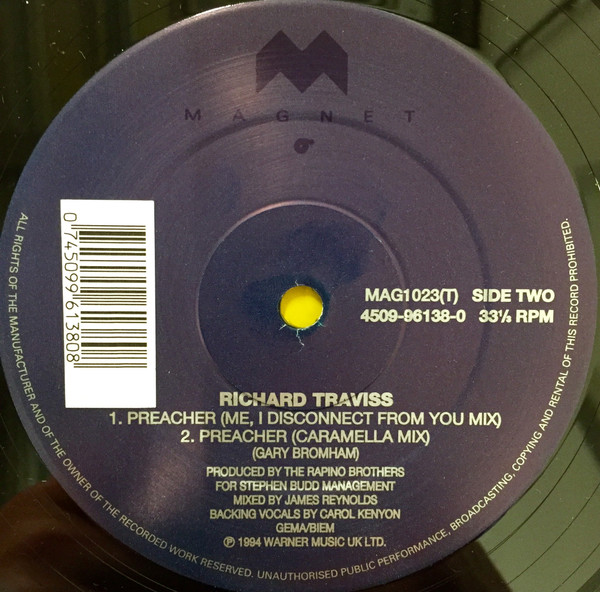 MAGNET
MAG1023(T) SIDE TWO
4509-96138-0 33⅓ RPM
0 745099 613808
RICHARD TRAVISS
1. PREACHER (ME, I DISCONNECT FROM YOU MIX)
2. PREACHER (CARAMELLA MIX)
(GARY BROMHAM)
PRODUCED BY THE RAPINO BROTHERS
FOR STEPHEN BUDD MANAGEMENT
MIXED BY JAMES REYNOLDS
BACKING VOCALS BY CAROL KENYON
GEMA/BIEM
℗ 1994 WARNER MUSIC UK LTD.
ALL RIGHTS OF THE MANUFACTURER AND OF THE OWNER OF THE RECORDED WORK RESERVED. UNAUTHORISED PUBLIC PERFORMANCE, BROADCASTING, COPYING AND RENTAL OF THIS RECORD PROHIBITED.